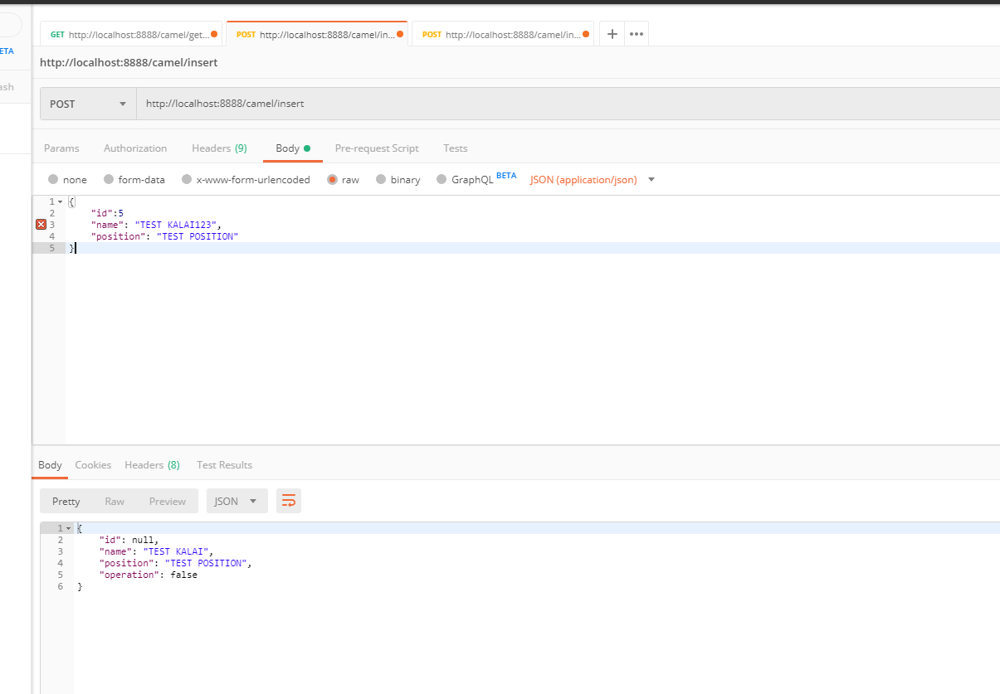 GET http://localhost:8888/camel/get... POST http://localhost:8888/camel/in... POST http://localhost:8888/camel/in... + •••
ETA
http://localhost:8888/camel/insert
ash
POST http://localhost:8888/camel/insert
Params Authorization Headers (9) Body Pre-request Script Tests
none form-data x-www-form-urlencoded raw binary GraphQL BETA JSON (application/json)
1 {
2 "id":5
3 "name": "TEST KALAI123",
4 "position": "TEST POSITION"
5 }
Body Cookies Headers (8) Test Results
Pretty Raw Preview JSON
1 {
2 "id": null,
3 "name": "TEST KALAI",
4 "position": "TEST POSITION",
5 "operation": false
6 }